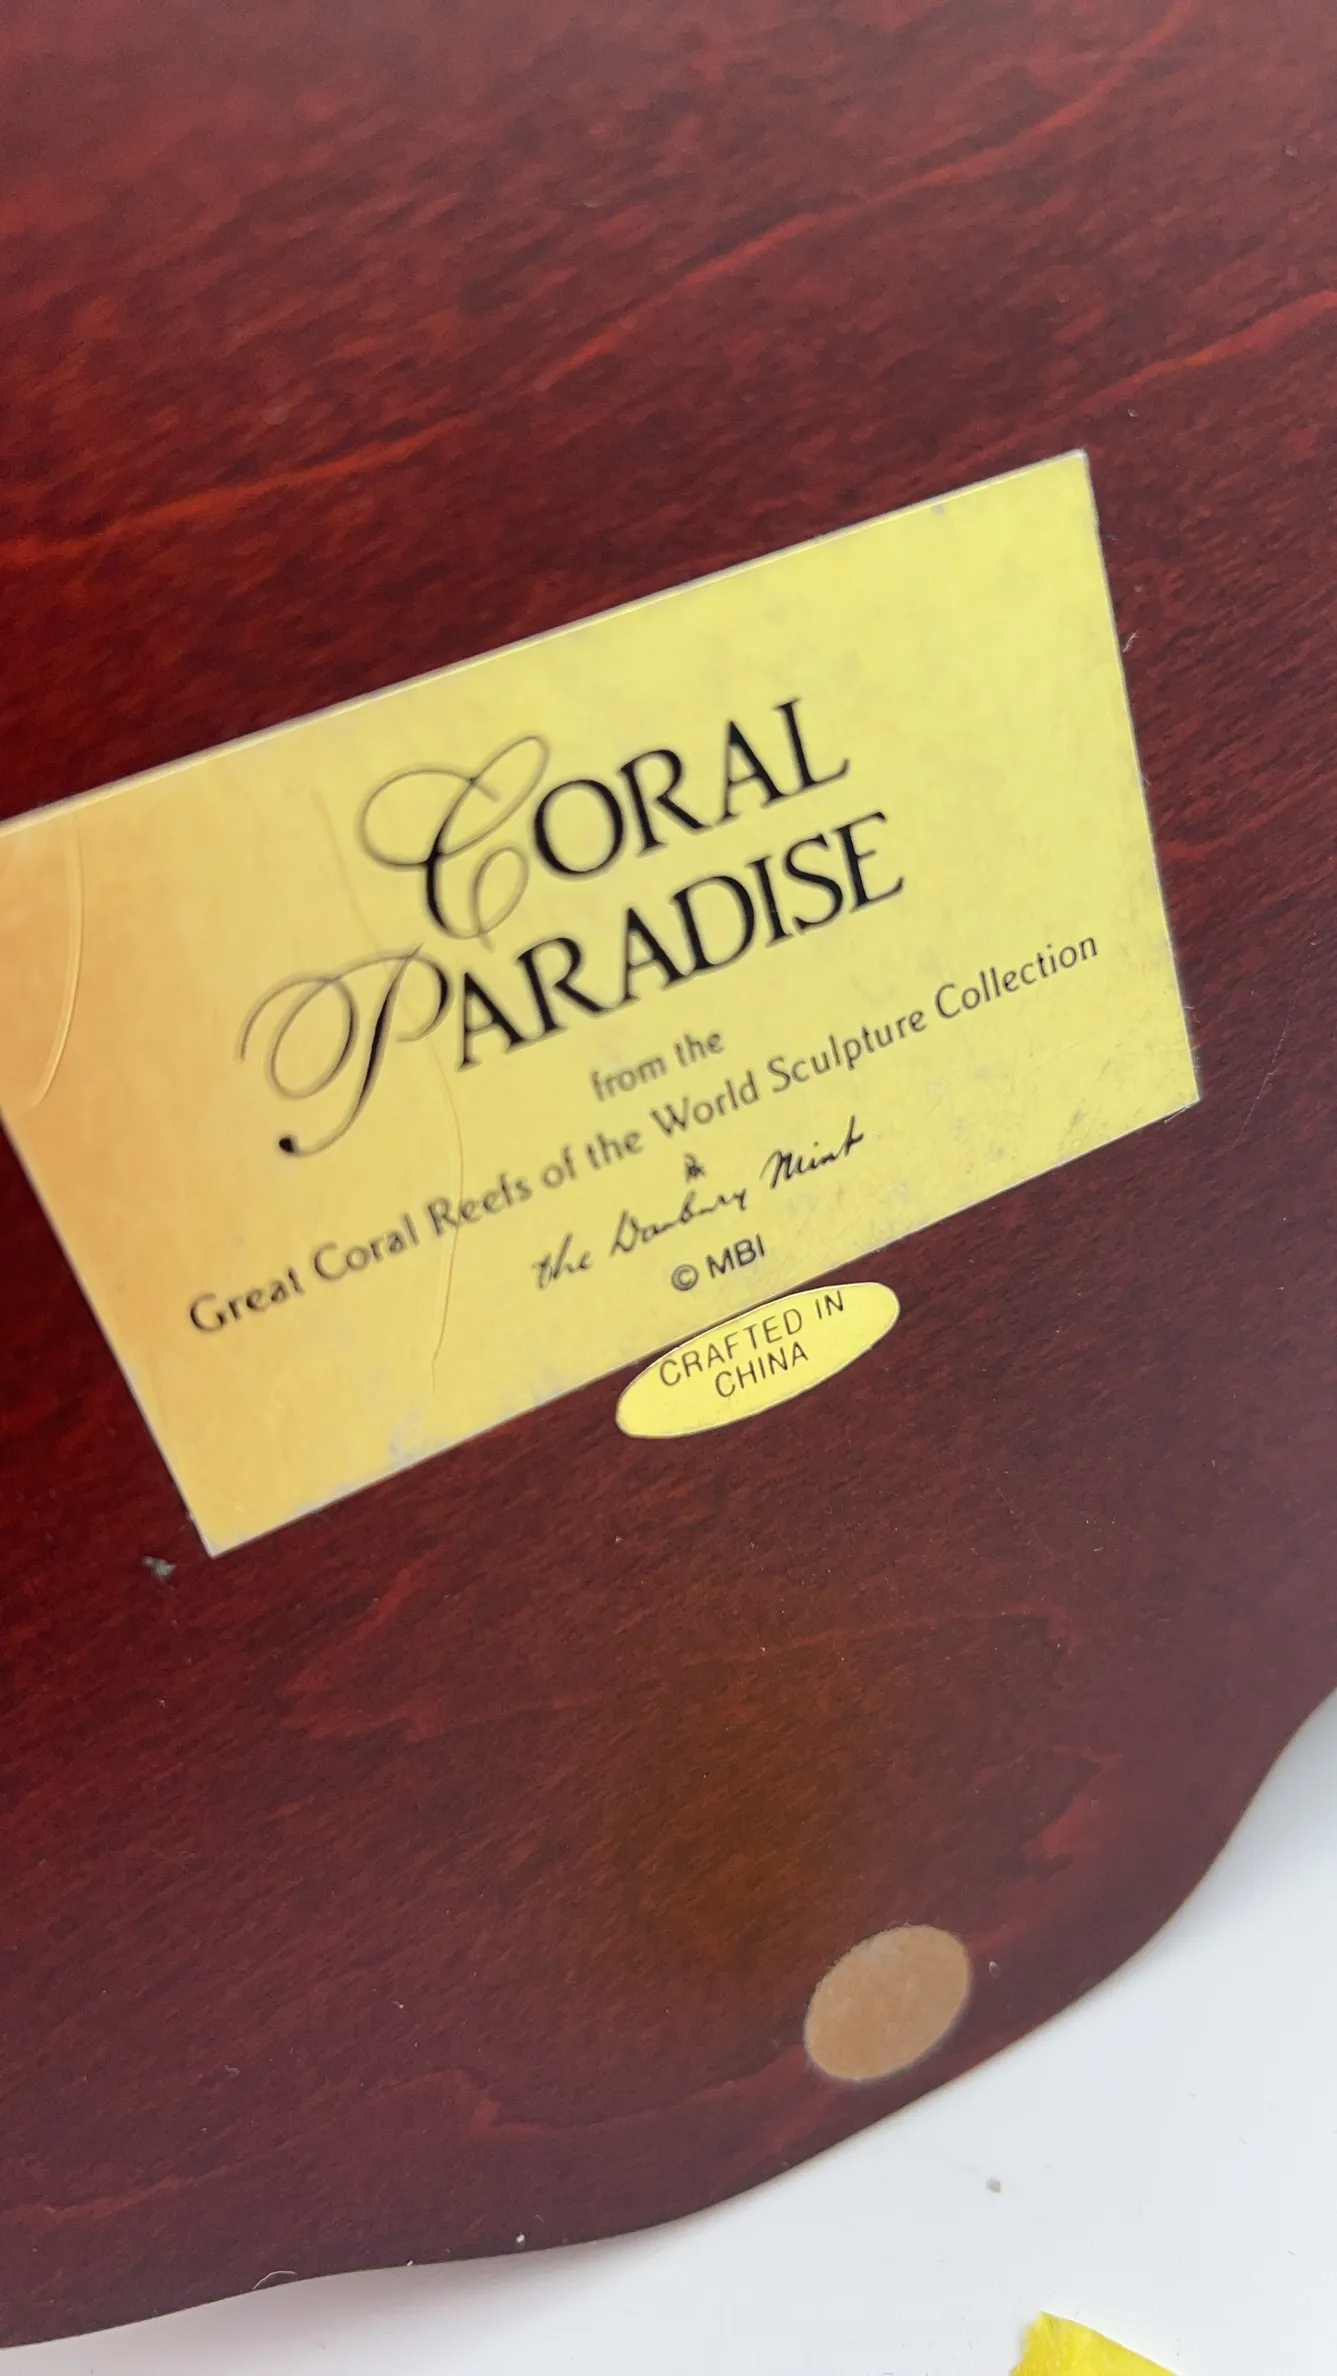 CORAL
PARADISE
from the
Great Coral Reefs of the World Sculpture Collection
the Danbury Mint
© MBI
CRAFTED IN
CHINA